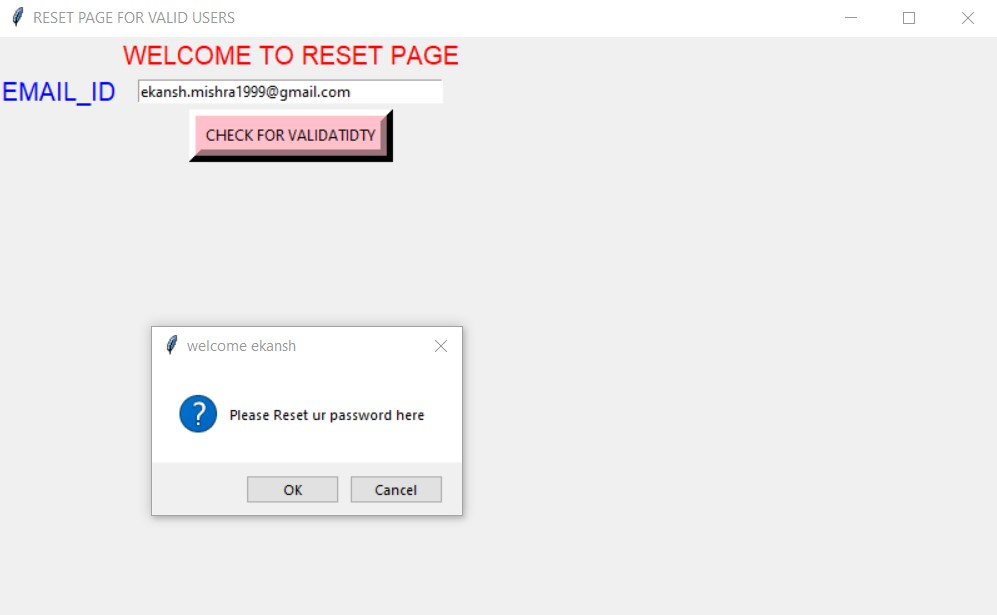 RESET PAGE FOR VALID USERS
WELCOME TO RESET PAGE
EMAIL_ID ekansh.mishra1999@gmail.com
CHECK FOR VALIDATIDTY
welcome ekansh
? Please Reset ur password here
OK Cancel